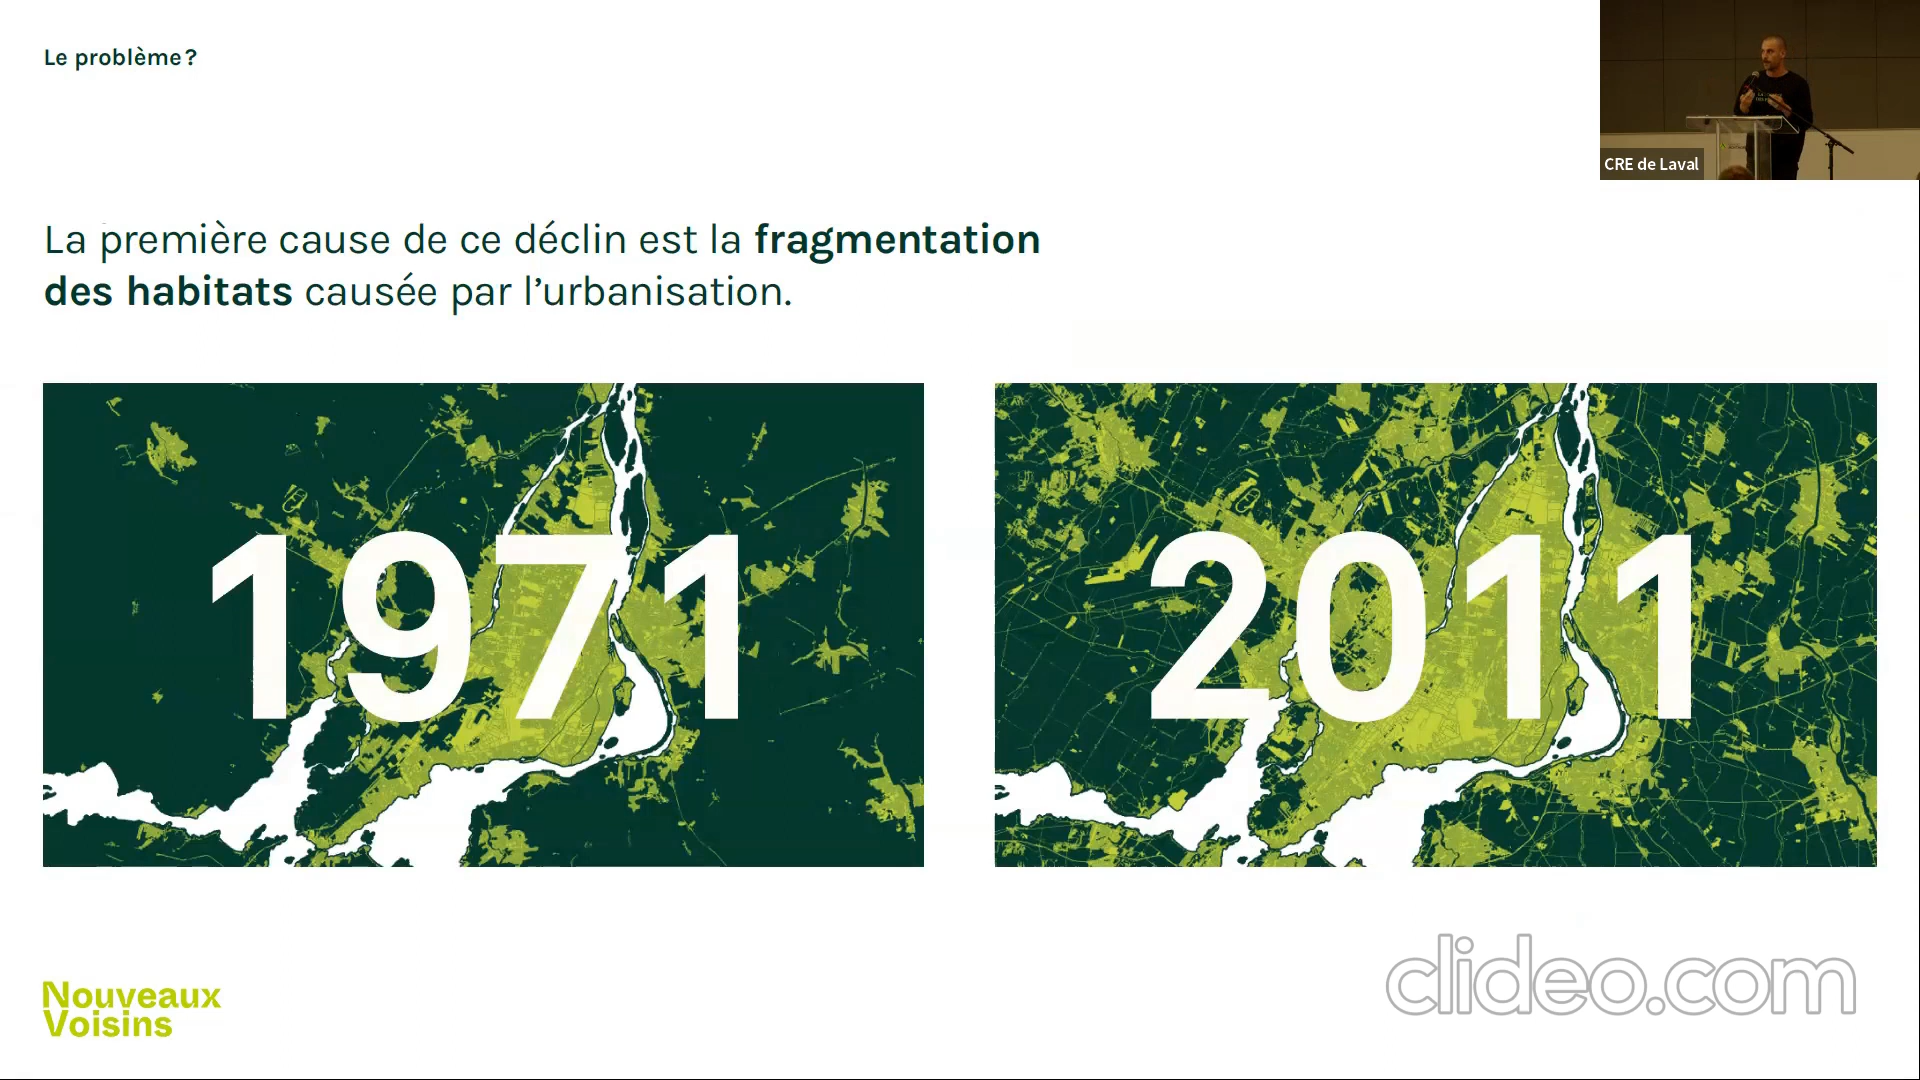 Le problème ?
CRE de Laval
La première cause de ce déclin est la fragmentation
des habitats causée par l’urbanisation.
1971
2011
Nouveaux
Voisins
clideo.com